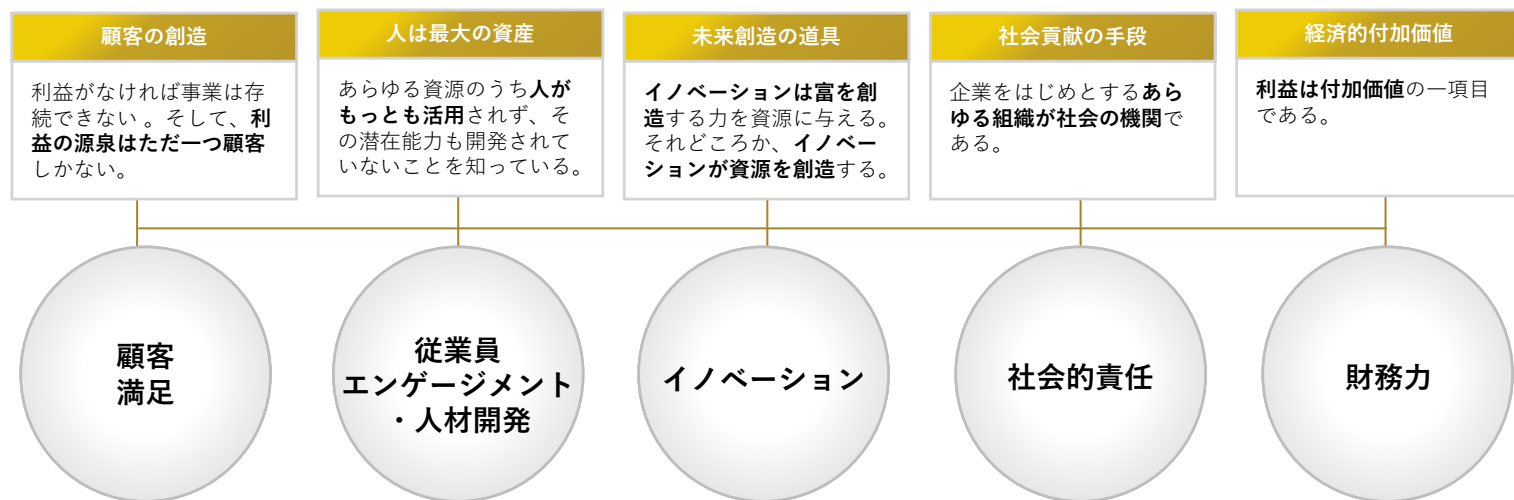 顧客の創造
利益がなければ事業は存
続できない 。そして、利
益の源泉はただ一つ顧客
しかない。
人は最大の資産
あらゆる資源のうち人が
もっとも活用されず、そ
の潜在能力も開発されて
いないことを知っている。
未来創造の道具
イノベーションは富を創
造する力を資源に与える。
それどころか、イノベー
ションが資源を創造する。
社会貢献の手段
企業をはじめとするあら
ゆる組織が社会の機関で
ある。
経済的付加価値
利益は付加価値の一項目
である。
顧客
満足
従業員
エンゲージメント
・人材開発
イノベーション
社会的責任
財務力